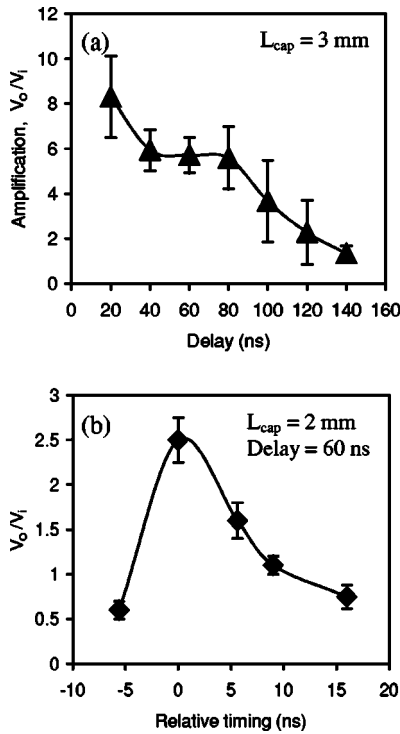 12
10
8
6
4
2
0
Amplification, Vₒ/Vᵢ
(a)
L_cap = 3 mm
0 20 40 60 80 100 120 140 160
Delay (ns)
3
2.5
2
1.5
1
0.5
0
Vₒ/Vᵢ
(b)
L_cap = 2 mm
Delay = 60 ns
-10 -5 0 5 10 15 20
Relative timing (ns)